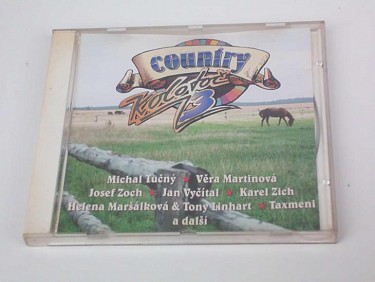 country
Kolotoč
3
Michal Tučný ★ Věra Martinová
Josef Zoch ★ Jan Vyčítal ★ Karel Zich
Helena Maršálková & Tony Linhart ★ Taxmeni
a další